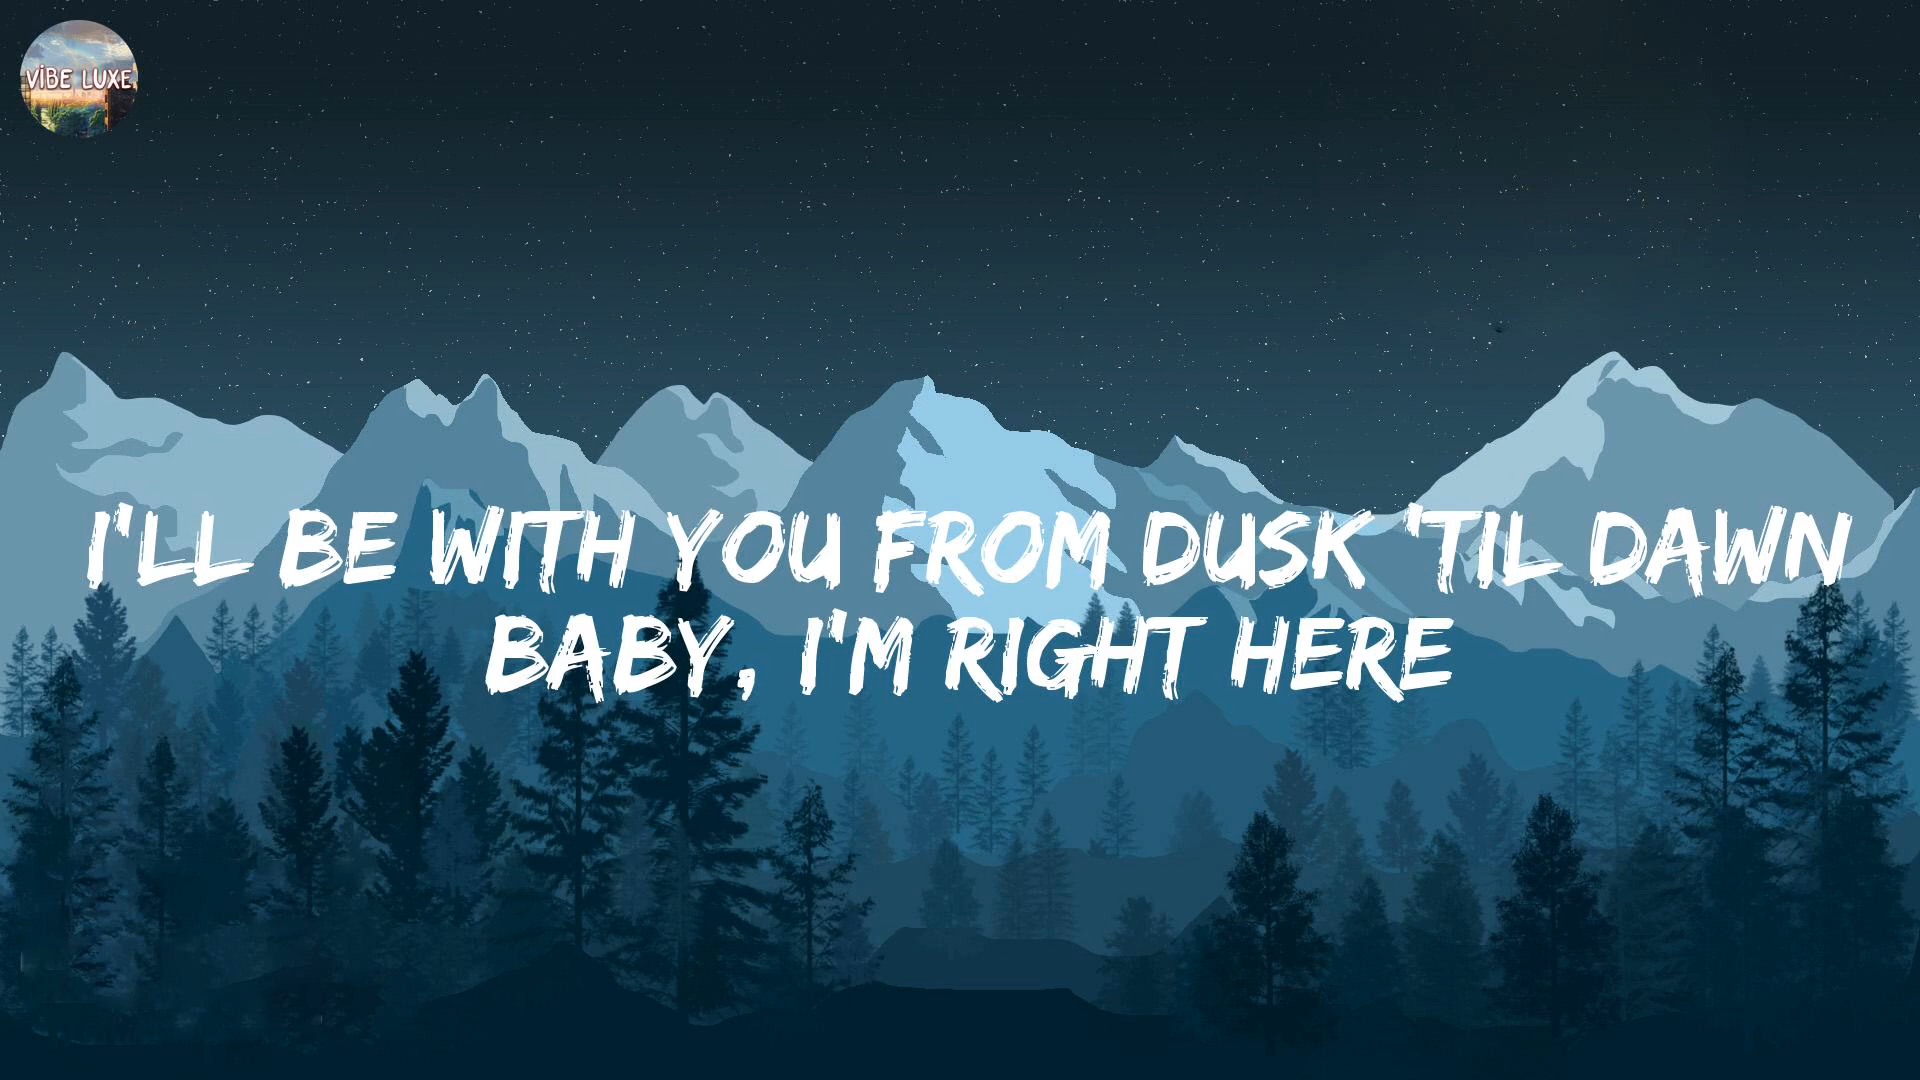 VIBE LUXE
I'LL BE WITH YOU FROM DUSK 'TIL DAWN
BABY, I'M RIGHT HERE